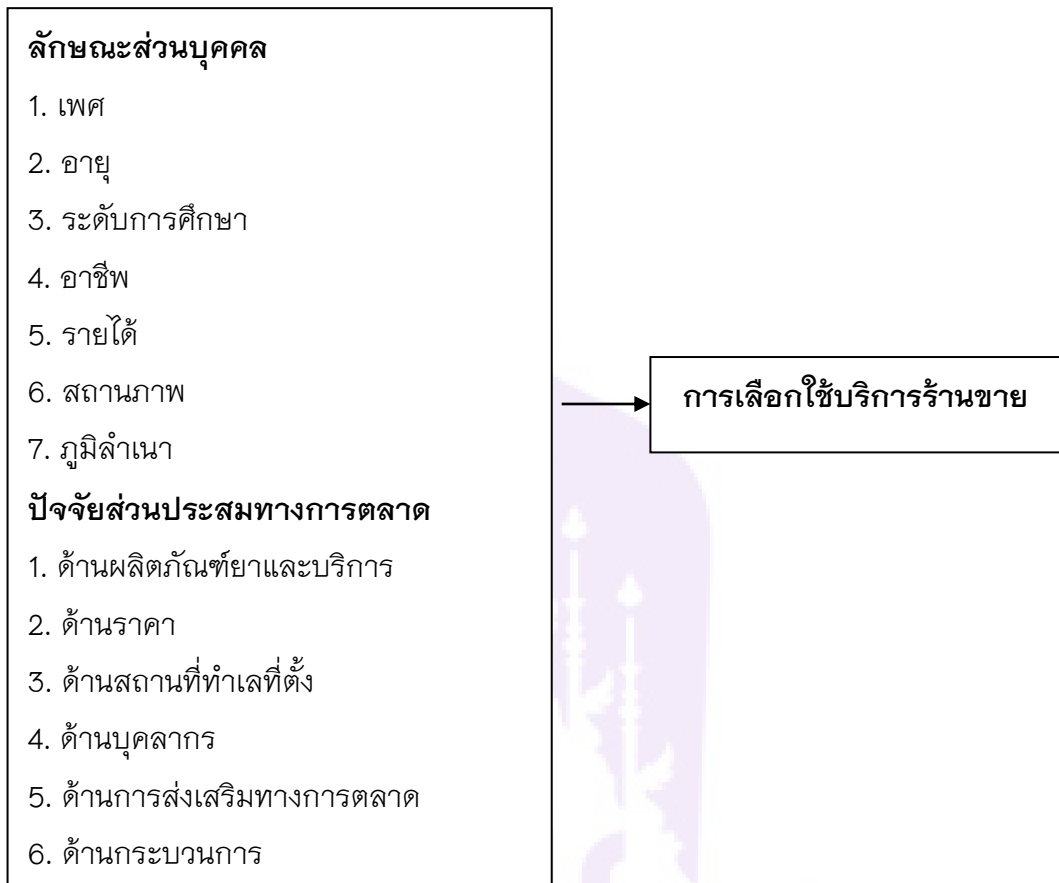 ลักษณะส่วนบุคคล
1. เพศ
2. อายุ
3. ระดับการศึกษา
4. อาชีพ
5. รายได้
6. สถานภาพ
7. ภูมิลำเนา
ปัจจัยส่วนประสมทางการตลาด
1. ด้านผลิตภัณฑ์ยาและบริการ
2. ด้านราคา
3. ด้านสถานที่ทำเลที่ตั้ง
4. ด้านบุคลากร
5. ด้านการส่งเสริมทางการตลาด
6. ด้านกระบวนการ
การเลือกใช้บริการร้านขาย